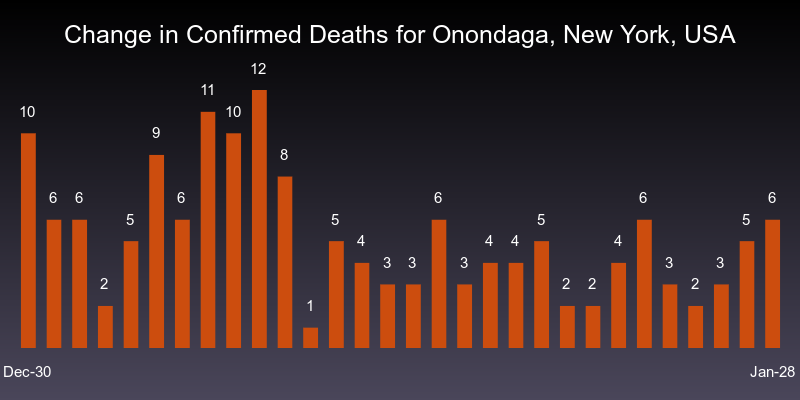 Change in Confirmed Deaths for Onondaga, New York, USA
12
11
10 10
9
8
6 6 6 6 6 6
5 5 5 5
4 4 4 4
3 3 3 3 3
2 2 2 2
1
Dec-30 Jan-28